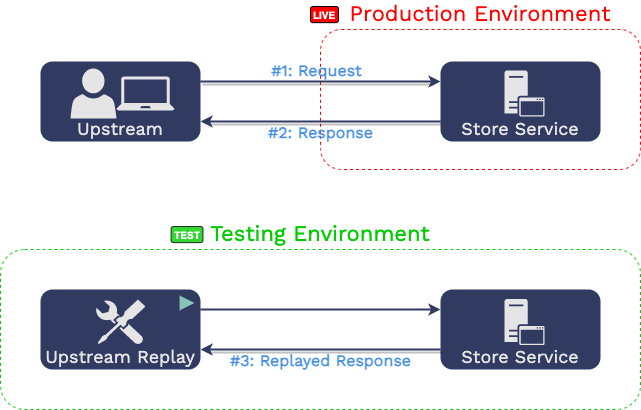 LIVE Production Environment
#1: Request
#2: Response
Upstream
Store Service
TEST Testing Environment
#3: Replayed Response
Upstream Replay
Store Service